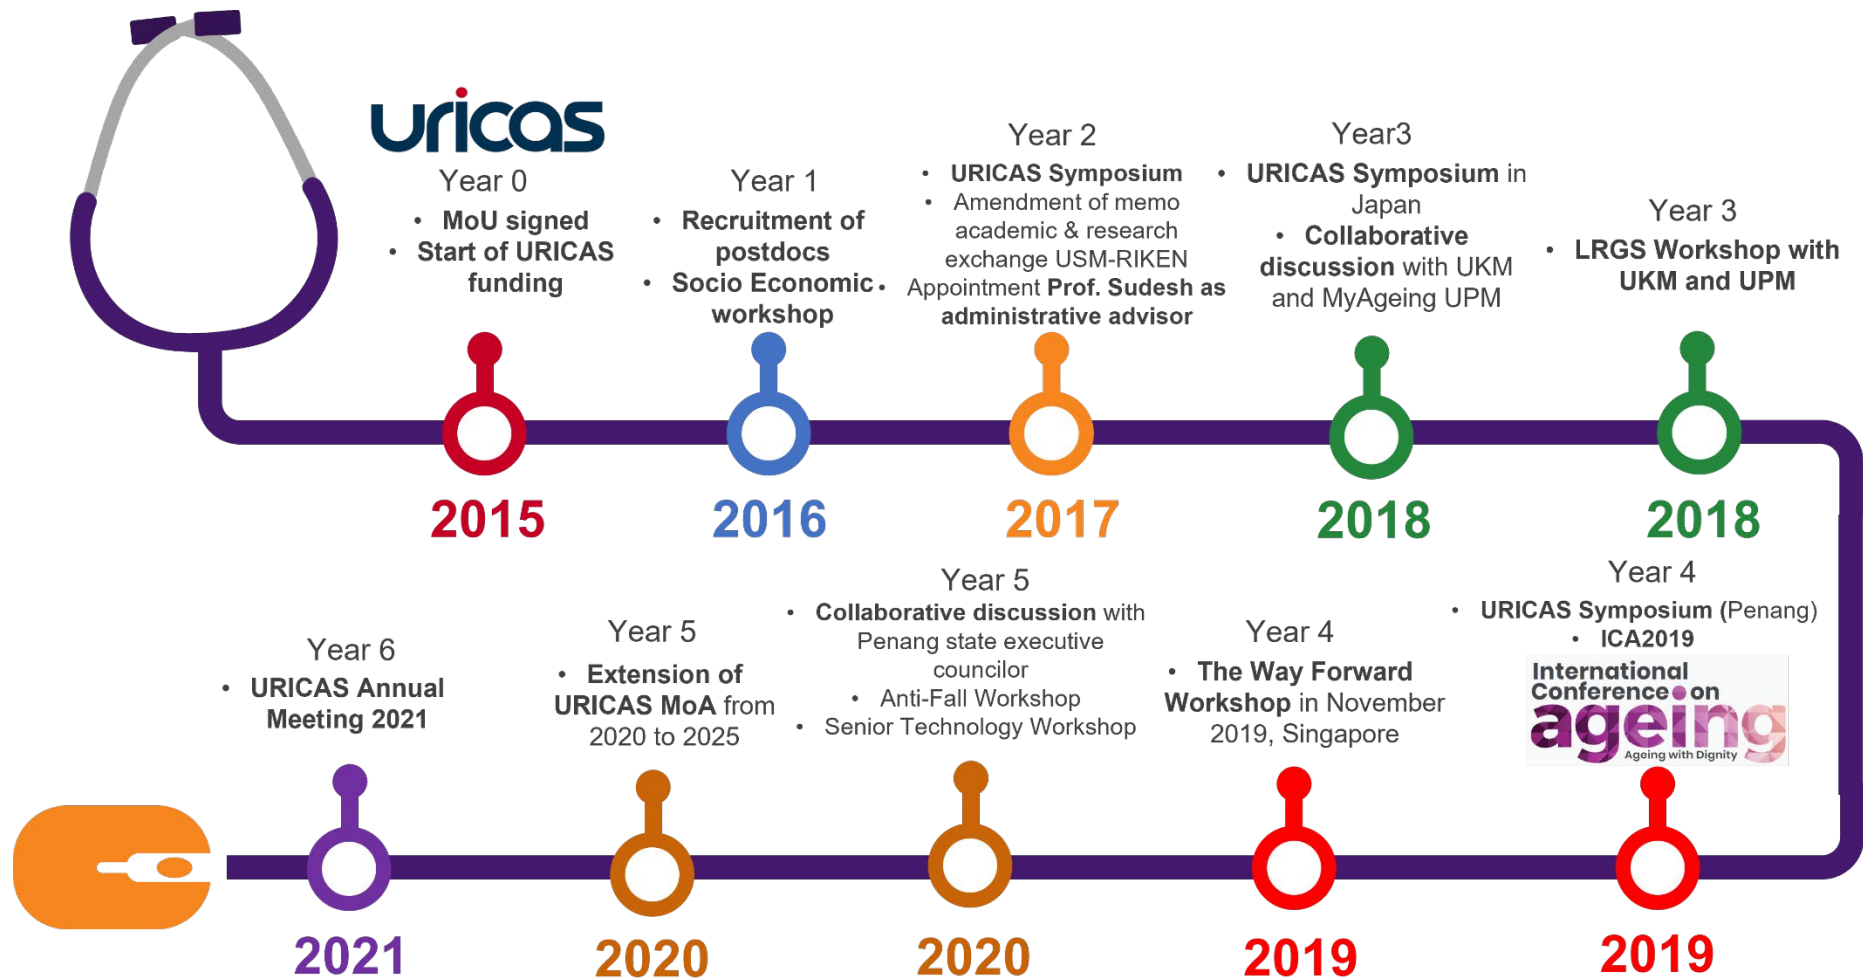 uricas
Year 0
• MoU signed
• Start of URICAS
funding
2015
Year 1
• Recruitment of
postdocs
• Socio Economic
workshop
2016
Year 2
• URICAS Symposium
• Amendment of memo
academic & research
exchange USM-RIKEN
• Appointment Prof. Sudesh as
administrative advisor
2017
Year3
• URICAS Symposium in
Japan
• Collaborative
discussion with UKM
and MyAgeing UPM
2018
Year 3
• LRGS Workshop with
UKM and UPM
2018
Year 4
• URICAS Symposium (Penang)
• ICA2019
International
Conference on
ageing
Ageing with Dignity
2019
Year 4
• The Way Forward
Workshop in November
2019, Singapore
2019
Year 5
• Collaborative discussion with
Penang state executive
councilor
• Anti-Fall Workshop
• Senior Technology Workshop
2020
Year 5
• Extension of
URICAS MoA from
2020 to 2025
2020
Year 6
• URICAS Annual
Meeting 2021
2021